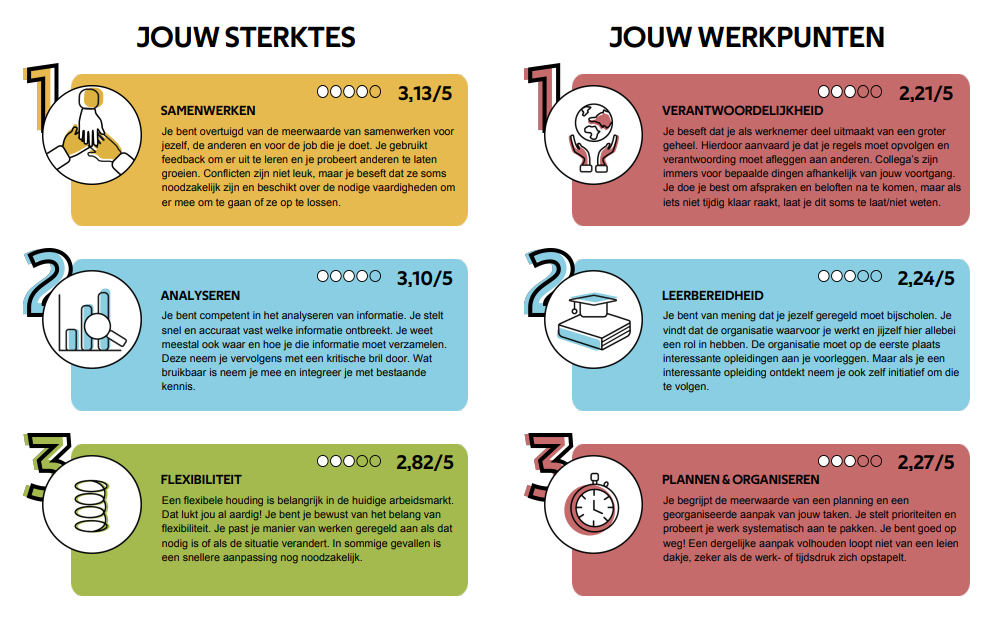 JOUW STERKTES
1
3,13/5
SAMENWERKEN
Je bent overtuigd van de meerwaarde van samenwerken voor
jezelf, de anderen en voor de job die je doet. Je gebruikt
feedback om er uit te leren en je probeert anderen te laten
groeien. Conflicten zijn niet leuk, maar je beseft dat ze soms
noodzakelijk zijn en beschikt over de nodige vaardigheden om
er mee om te gaan of ze op te lossen.
2
3,10/5
ANALYSEREN
Je bent competent in het analyseren van informatie. Je stelt
snel en accuraat vast welke informatie ontbreekt. Je weet
meestal ook waar en hoe je die informatie moet verzamelen.
Deze neem je vervolgens met een kritische bril door. Wat
bruikbaar is neem je mee en integreer je met bestaande
kennis.
3
2,82/5
FLEXIBILITEIT
Een flexibele houding is belangrijk in de huidige arbeidsmarkt.
Dat lukt jou al aardig! Je bent je bewust van het belang van
flexibiliteit. Je past je manier van werken geregeld aan als dat
nodig is of als de situatie verandert. In sommige gevallen is
een snellere aanpassing nog noodzakelijk.
JOUW WERKPUNTEN
1
2,21/5
VERANTWOORDELIJKHEID
Je beseft dat je als werknemer deel uitmaakt van een groter
geheel. Hierdoor aanvaard je dat je regels moet opvolgen en
verantwoording moet afleggen aan anderen. Collega's zijn
immers voor bepaalde dingen afhankelijk van jouw voortgang.
Je doe je best om afspraken en beloften na te komen, maar als
iets niet tijdig klaar raakt, laat je dit soms te laat/niet weten.
2
2,24/5
LEERBEREIDHEID
Je bent van mening dat je jezelf geregeld moet bijscholen. Je
vindt dat de organisatie waarvoor je werkt en jijzelf hier allebei
een rol in hebben. De organisatie moet op de eerste plaats
interessante opleidingen aan je voorleggen. Maar als je een
interessante opleiding ontdekt neem je ook zelf initiatief om die
te volgen.
3
2,27/5
PLANNEN & ORGANISEREN
Je begrijpt de meerwaarde van een planning en een
georganiseerde aanpak van jouw taken. Je stelt prioriteiten en
probeert je werk systematisch aan te pakken. Je bent goed op
weg! Een dergelijke aanpak volhouden loopt niet van een leien
dakje, zeker als de werk- of tijdsdruk zich opstapelt.